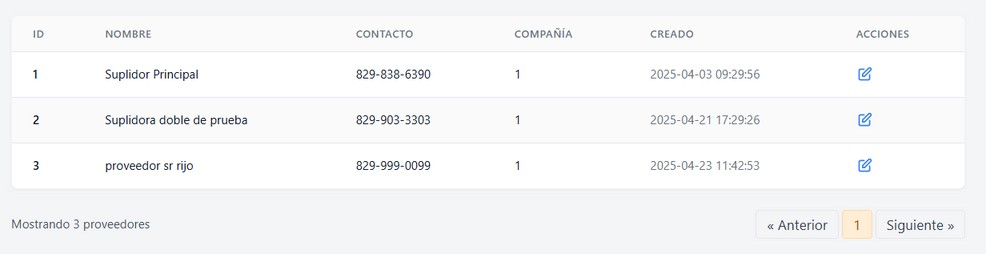 ID NOMBRE CONTACTO COMPAÑÍA CREADO ACCIONES
1 Suplidor Principal 829-838-6390 1 2025-04-03 09:29:56
2 Suplidora doble de prueba 829-903-3303 1 2025-04-21 17:29:26
3 proveedor sr rijo 829-999-0099 1 2025-04-23 11:42:53
Mostrando 3 proveedores « Anterior 1 Siguiente »